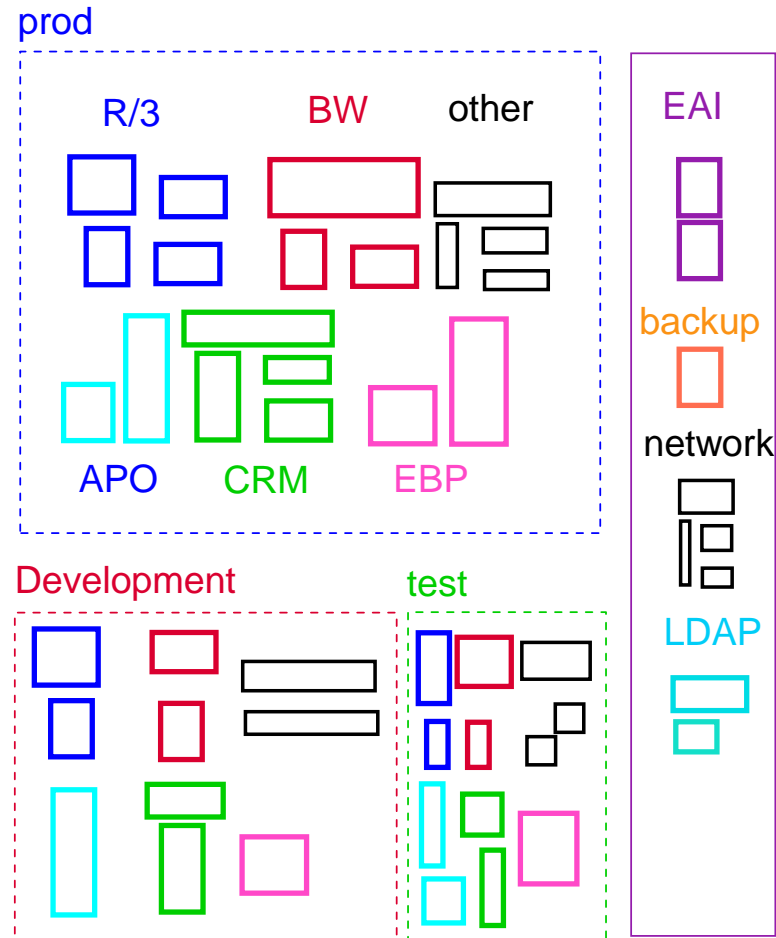 prod
R/3
BW
other
EAI
backup
APO
CRM
EBP
network
Development
test
LDAP